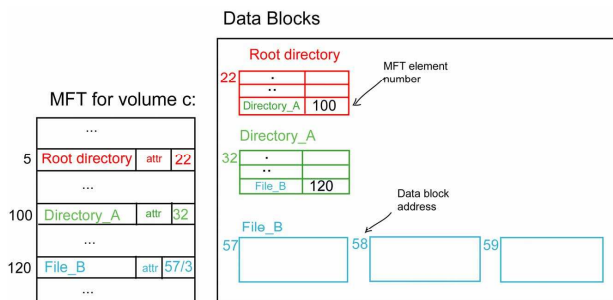 Data Blocks
Root directory
22
.
..
Directory_A 100
MFT element
number
MFT for volume c:
...
5 Root directory attr 22
...
100 Directory_A attr 32
...
120 File_B attr 57/3
...
Directory_A
32
.
..
File_B 120
Data block
address
File_B
57 58 59